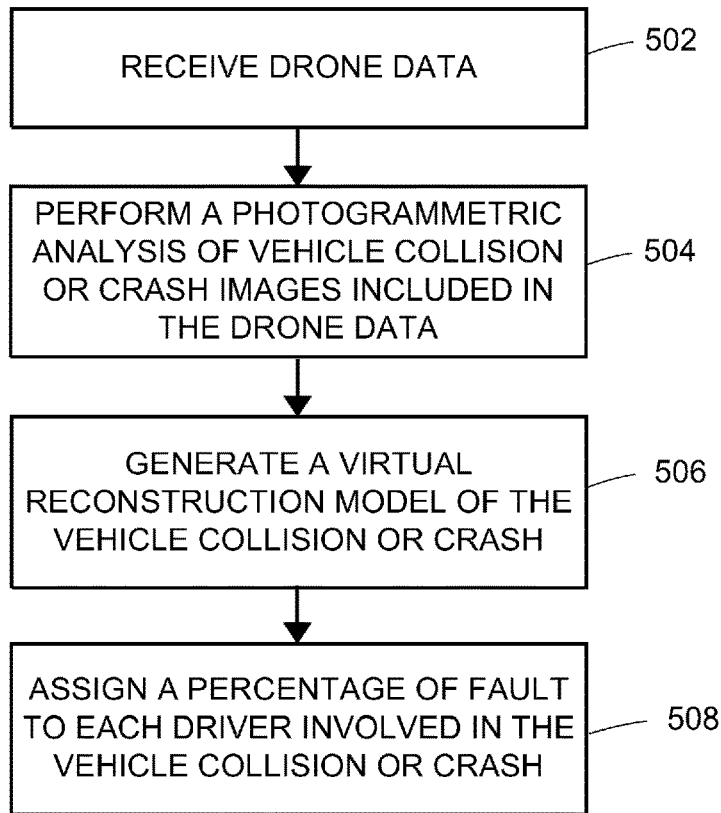 RECEIVE DRONE DATA
502
PERFORM A PHOTOGRAMMETRIC
ANALYSIS OF VEHICLE COLLISION
OR CRASH IMAGES INCLUDED IN
THE DRONE DATA
504
GENERATE A VIRTUAL
RECONSTRUCTION MODEL OF THE
VEHICLE COLLISION OR CRASH
506
ASSIGN A PERCENTAGE OF FAULT
TO EACH DRIVER INVOLVED IN THE
VEHICLE COLLISION OR CRASH
508